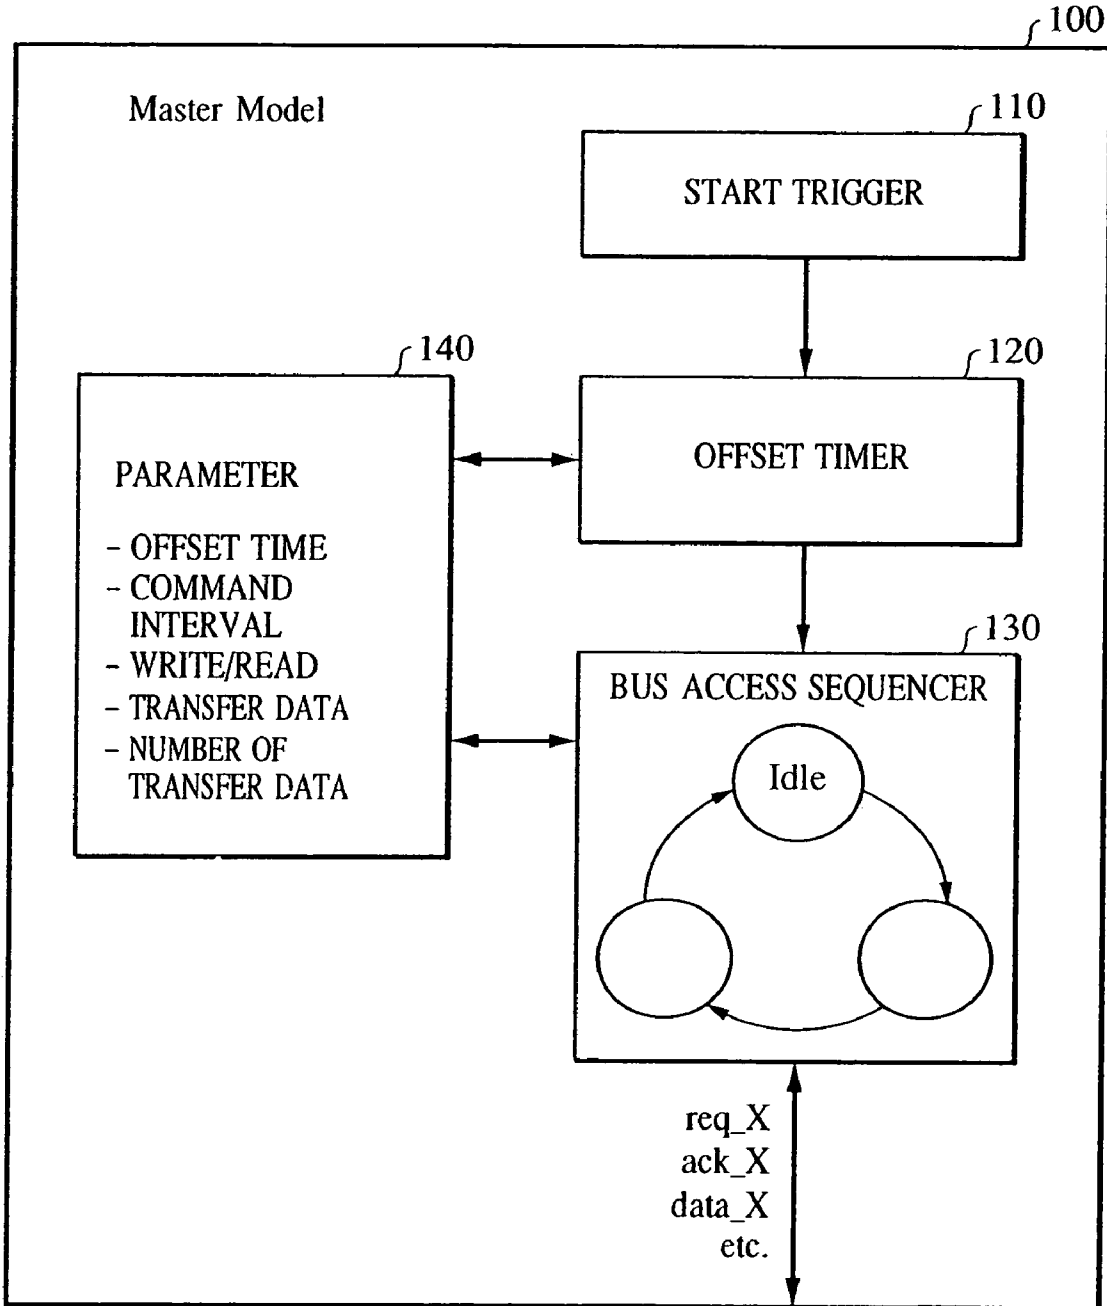 100
Master Model
110
START TRIGGER
140
120
OFFSET TIMER
PARAMETER
- OFFSET TIME
- COMMAND
INTERVAL
- WRITE/READ
- TRANSFER DATA
- NUMBER OF
TRANSFER DATA
130
BUS ACCESS SEQUENCER
Idle
req_X
ack_X
data_X
etc.